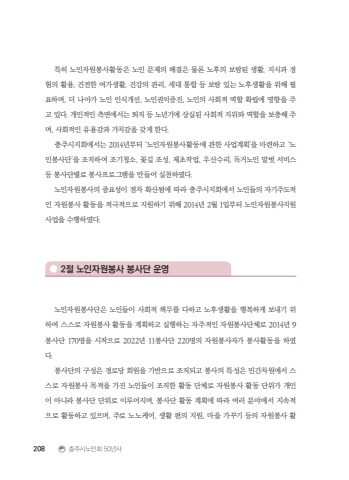 특히 노인자원봉사활동은 노인 문제의 해결은 물론 노후의 보람된 생활, 지식과 경
험의 활용, 건전한 여가생활, 건강의 관리, 세대 통합 등 보람 있는 노후생활을 위해 필
요하며, 더 나아가 노인 인식개선, 노인권익증진, 노인의 사회적 역할 확립에 영향을 주
고 있다. 개인적인 측면에서는 퇴직 등 노년기에 상실된 사회적 지위와 역할을 보충해 주
며, 사회적인 유용감과 가치감을 갖게 한다.
충주시지회에서는 2014년부터 '노인자원봉사활동에 관한 사업계획'을 마련하고 '노
인봉사단'을 조직하여 조기청소, 꽃길 조성, 제초작업, 우산수리, 독거노인 말벗 서비스
등 봉사단별로 봉사프로그램을 만들어 실천하였다.
노인자원봉사의 중요성이 점차 확산됨에 따라 충주시지회에서 노인들의 자기주도적
인 자원봉사 활동을 적극적으로 지원하기 위해 2014년 2월 1일부터 노인자원봉사지원
사업을 수행하였다.
2절 노인자원봉사 봉사단 운영
노인자원봉사단은 노인들이 사회적 책무를 다하고 노후생활을 행복하게 보내기 위
하여 스스로 자원봉사 활동을 계획하고 실행하는 자주적인 자원봉사단체로 2014년 9
봉사단 170명을 시작으로 2022년 11봉사단 220명의 자원봉사자가 봉사활동을 하였
다.
봉사단의 구성은 경로당 회원을 기반으로 조직되고 봉사의 특성은 민간차원에서 스
스로 자원봉사 목적을 가진 노인들이 조직한 활동 단체로 자원봉사 활동 단위가 개인
이 아니라 봉사단 단위로 이루어지며, 봉사단 활동 계획에 따라 여러 분야에서 지속적
으로 활동하고 있으며, 주로 노노케어, 생활 편의 지원, 마을 가꾸기 등의 자원봉사 활
208 충주시노인회 50년사